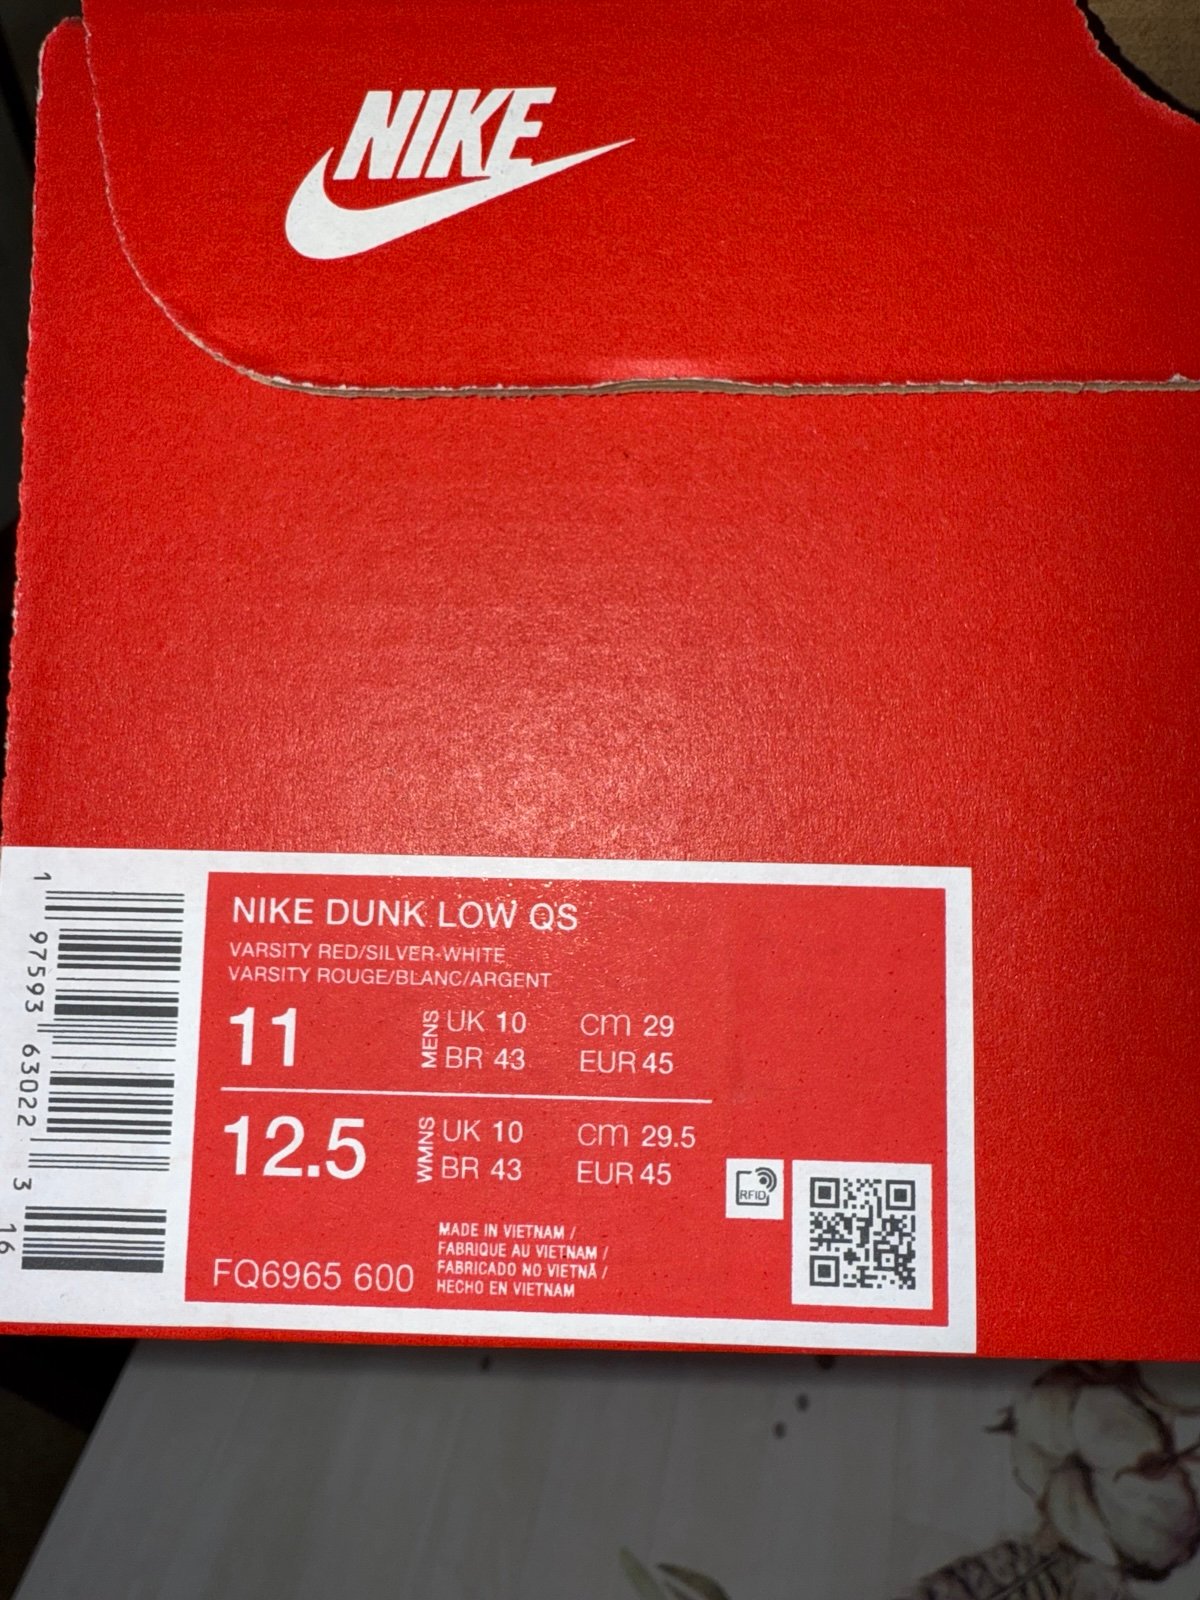 NIKE
NIKE DUNK LOW QS
VARSITY RED/SILVER-WHITE
VARSITY ROUGE/BLANC/ARGENT
11 MENS UK 10 cm 29
BR 43 EUR 45
12.5 WMNS UK 10 cm 29.5
BR 43 EUR 45
FQ6965 600
MADE IN VIETNAM /
FABRIQUE AU VIETNAM /
FABRICADO NO VIETNÃ /
HECHO EN VIETNAM
RFID
1 97593 63022 3 16